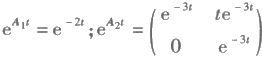 e^{A_1 t} = e^{-2t}; e^{A_2 t} = \begin{pmatrix} e^{-3t} & te^{-3t} \\ 0 & e^{-3t} \end{pmatrix}